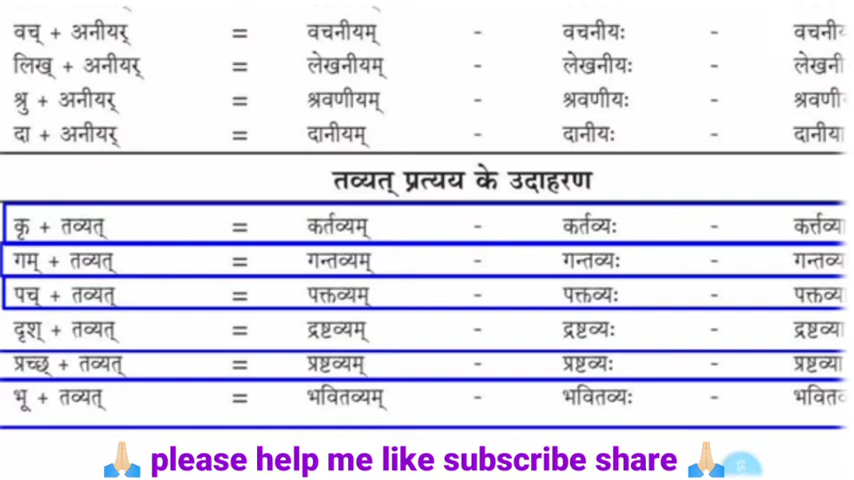 वच् + अनीयर् = वचनीयम् - वचनीयः - वचनीय
लिख् + अनीयर् = लेखनीयम् - लेखनीयः - लेखनी
श्रु + अनीयर् = श्रवणीयम् - श्रवणीयः - श्रवणी
दा + अनीयर् = दानीयम् - दानीयः - दानीया
तव्यत् प्रत्यय के उदाहरण
कृ + तव्यत् = कर्तव्यम् - कर्तव्यः - कर्त्तव्या
गम् + तव्यत् = गन्तव्यम् - गन्तव्यः - गन्तव्य
पच् + तव्यत् = पक्तव्यम् - पक्तव्यः - पक्तव्य
दृश् + तव्यत् = द्रष्टव्यम् - द्रष्टव्यः - द्रष्टव्या
प्रच्छ् + तव्यत् = प्रष्टव्यम् - प्रष्टव्यः - प्रष्टव्या
भू + तव्यत् = भवितव्यम् - भवितव्यः - भवितव्
🙏🏻 please help me like subscribe share 🙏🏻